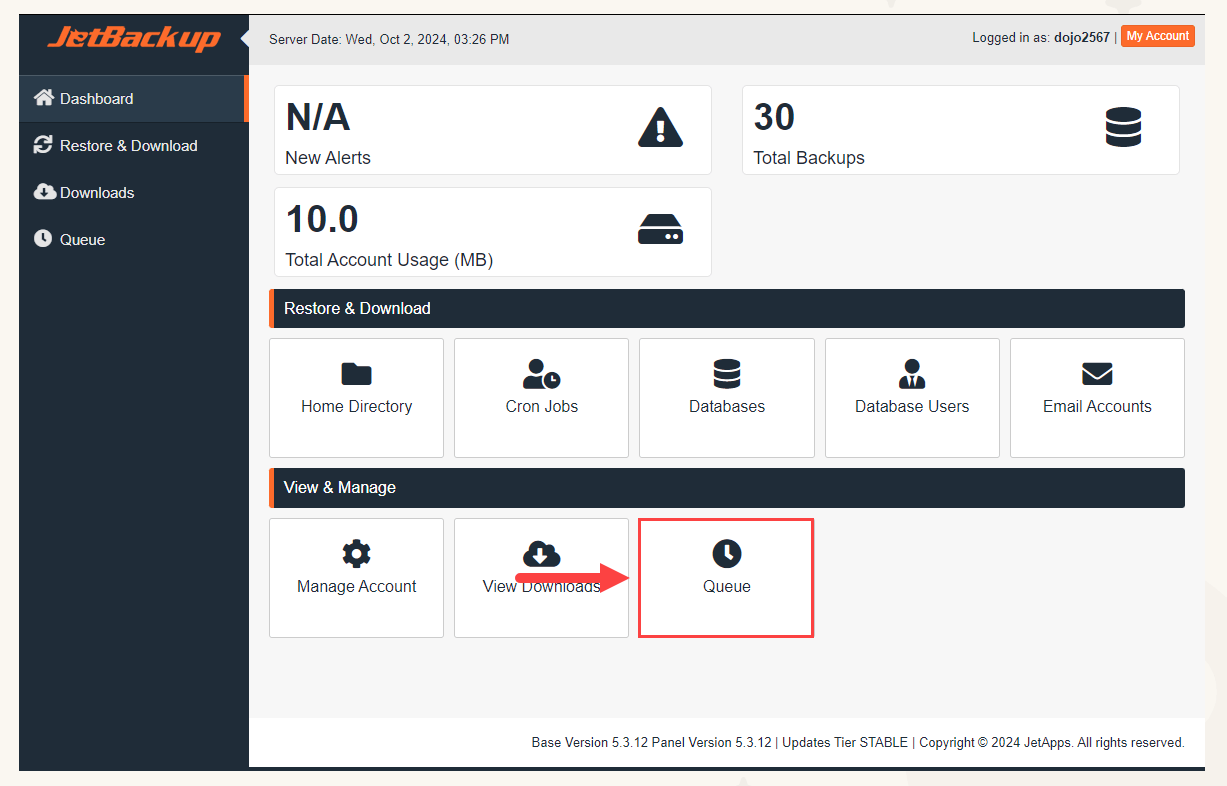 JetBackup
Server Date: Wed, Oct 2, 2024, 03:26 PM
Logged in as: dojo2567 | My Account
Dashboard
Restore & Download
Downloads
Queue
N/A
New Alerts
30
Total Backups
10.0
Total Account Usage (MB)
Restore & Download
Home Directory
Cron Jobs
Databases
Database Users
Email Accounts
View & Manage
Manage Account
View Downloads
Queue
Base Version 5.3.12 Panel Version 5.3.12 | Updates Tier STABLE | Copyright © 2024 JetApps. All rights reserved.